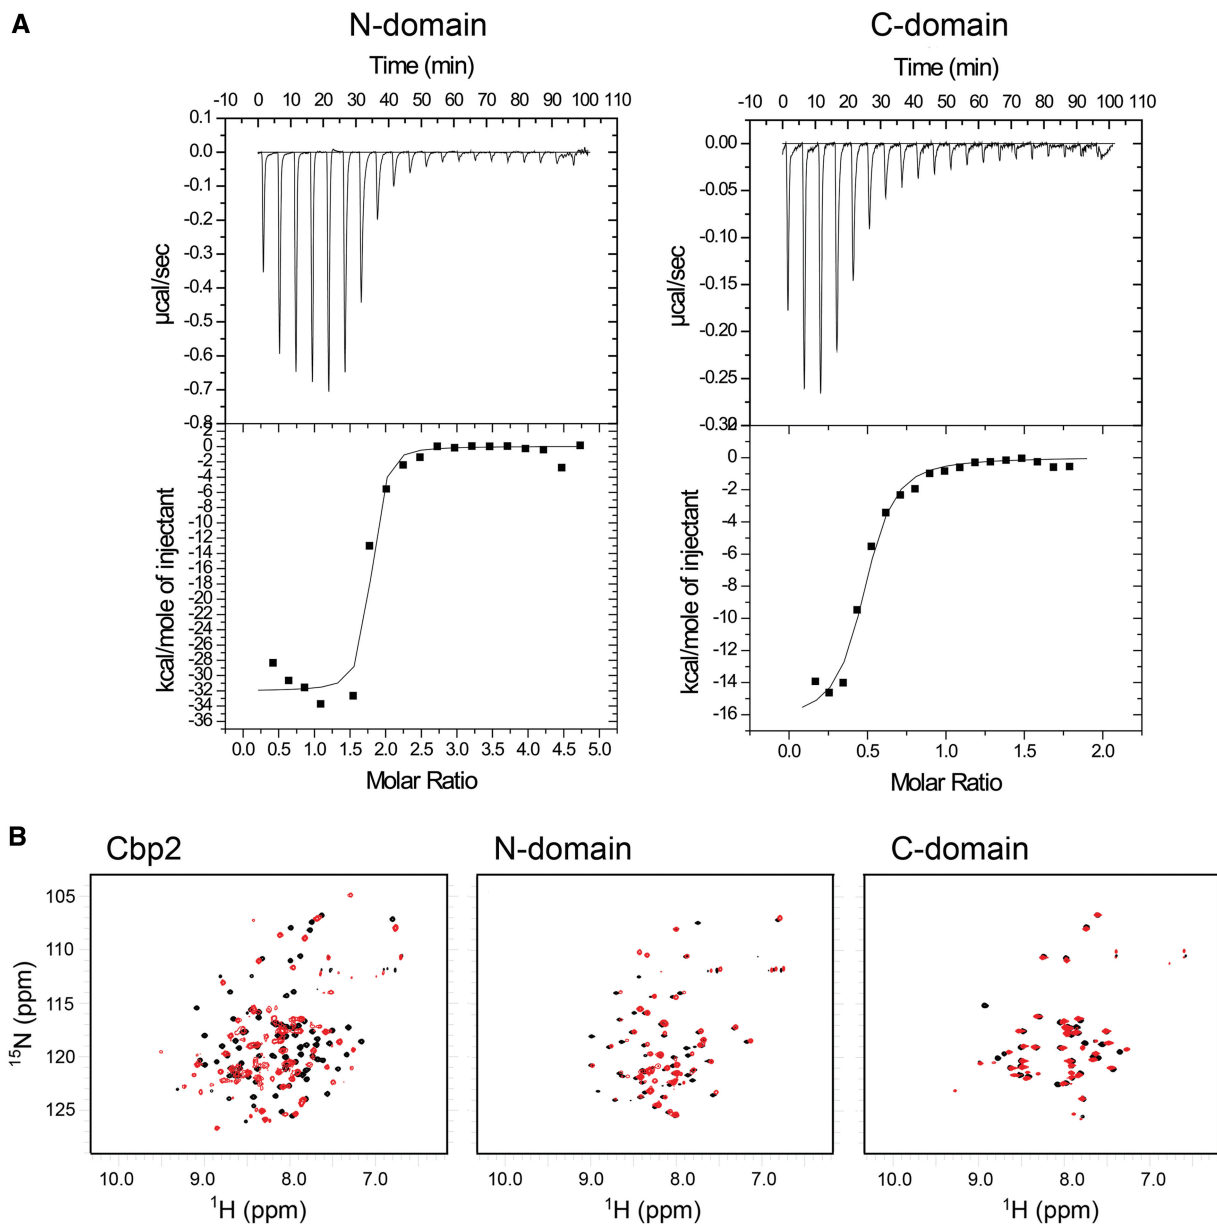 A
N-domain
Time (min)
-10 0 10 20 30 40 50 60 70 80 90 100 110
0.1
0.0
-0.1
-0.2
-0.3
-0.4
-0.5
-0.6
-0.7
-0.8
µcal/sec
2
0
-2
-4
-6
-8
-10
-12
-14
-16
-18
-20
-22
-24
-26
-28
-30
-32
-34
-36
kcal/mole of injectant
0.0 0.5 1.0 1.5 2.0 2.5 3.0 3.5 4.0 4.5 5.0
Molar Ratio
C-domain
Time (min)
-10 0 10 20 30 40 50 60 70 80 90 100 110
0.00
-0.05
-0.10
-0.15
-0.20
-0.25
-0.30
µcal/sec
2
0
-2
-4
-6
-8
-10
-12
-14
-16
kcal/mole of injectant
0.0 0.5 1.0 1.5 2.0
Molar Ratio
B
Cbp2
N-domain
C-domain
105
110
115
120
125
15N (ppm)
10.0 9.0 8.0 7.0
1H (ppm)
10.0 9.0 8.0 7.0
1H (ppm)
10.0 9.0 8.0 7.0
1H (ppm)